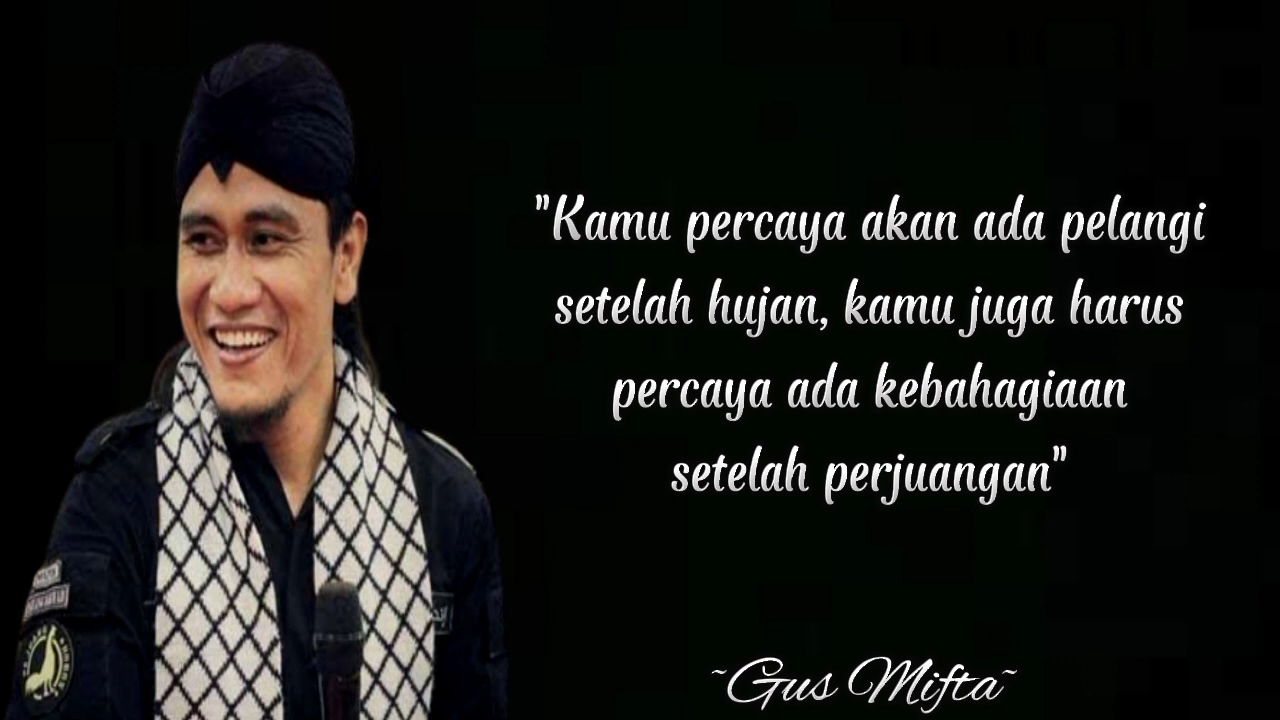 "Kamu percaya akan ada pelangi
setelah hujan, kamu juga harus
percaya ada kebahagiaan
setelah perjuangan"
~Gus Mifta~